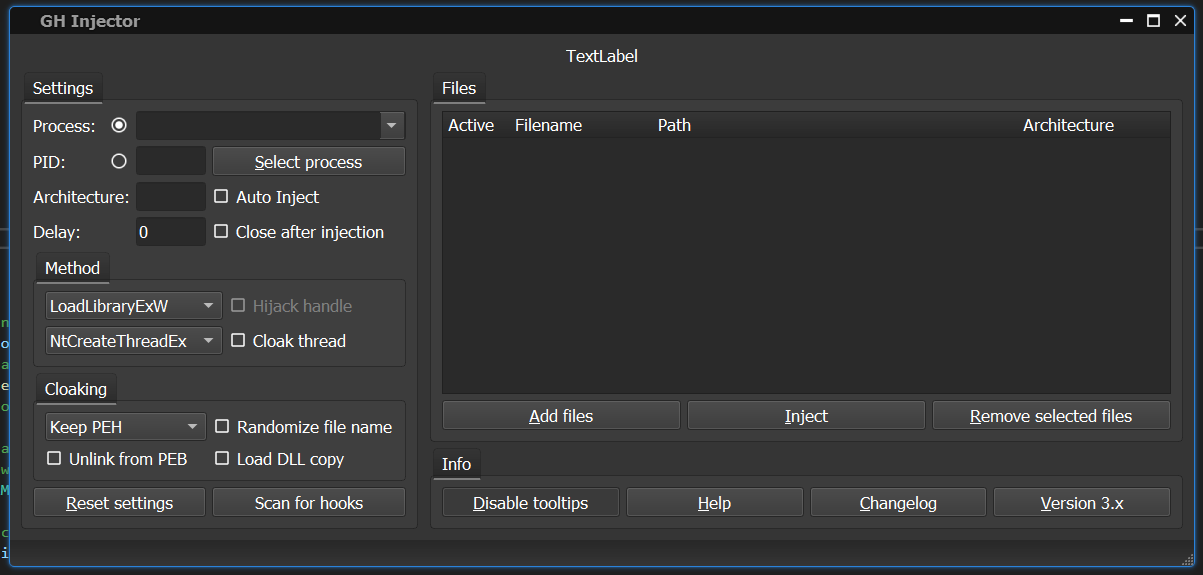 GH Injector
TextLabel
Settings
Process:
PID:
Select process
Architecture:
Auto Inject
Delay:
0
Close after injection
Method
LoadLibraryExW
Hijack handle
NtCreateThreadEx
Cloak thread
Cloaking
Keep PEH
Randomize file name
Unlink from PEB
Load DLL copy
Reset settings
Scan for hooks
Files
Active Filename Path Architecture
Add files
Inject
Remove selected files
Info
Disable tooltips
Help
Changelog
Version 3.x